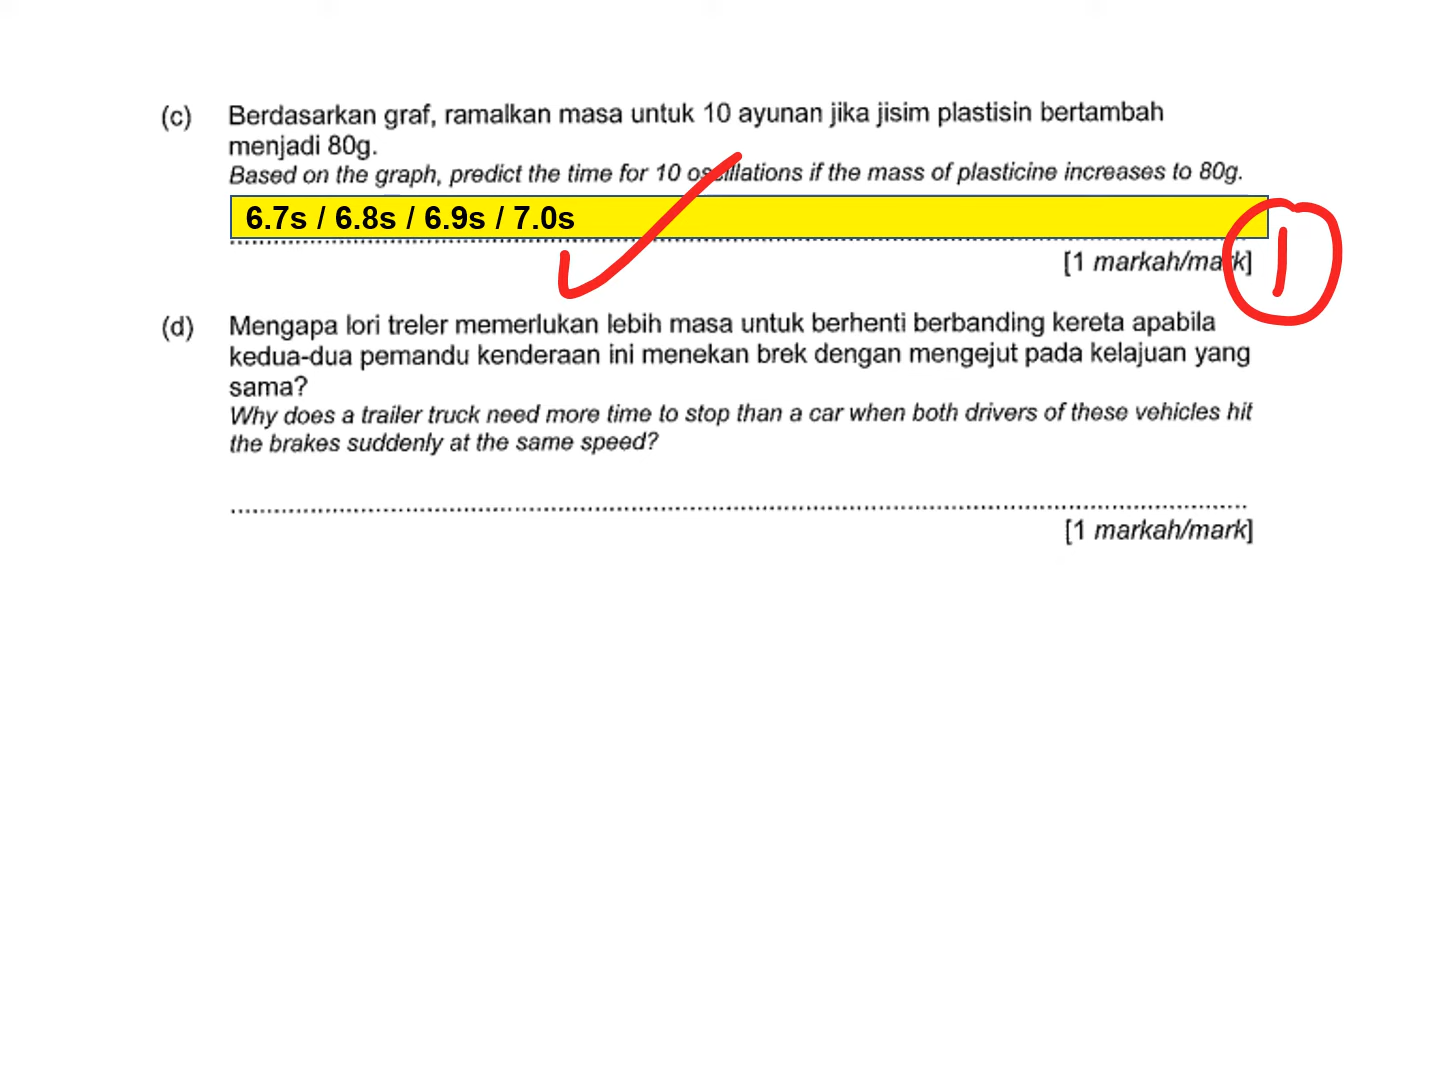 (c) Berdasarkan graf, ramalkan masa untuk 10 ayunan jika jisim plastisin bertambah
menjadi 80g.
Based on the graph, predict the time for 10 oscillations if the mass of plasticine increases to 80g.
6.7s / 6.8s / 6.9s / 7.0s
[1 markah/mark]
1
(d) Mengapa lori treler memerlukan lebih masa untuk berhenti berbanding kereta apabila
kedua-dua pemandu kenderaan ini menekan brek dengan mengejut pada kelajuan yang
sama?
Why does a trailer truck need more time to stop than a car when both drivers of these vehicles hit
the brakes suddenly at the same speed?
[1 markah/mark]